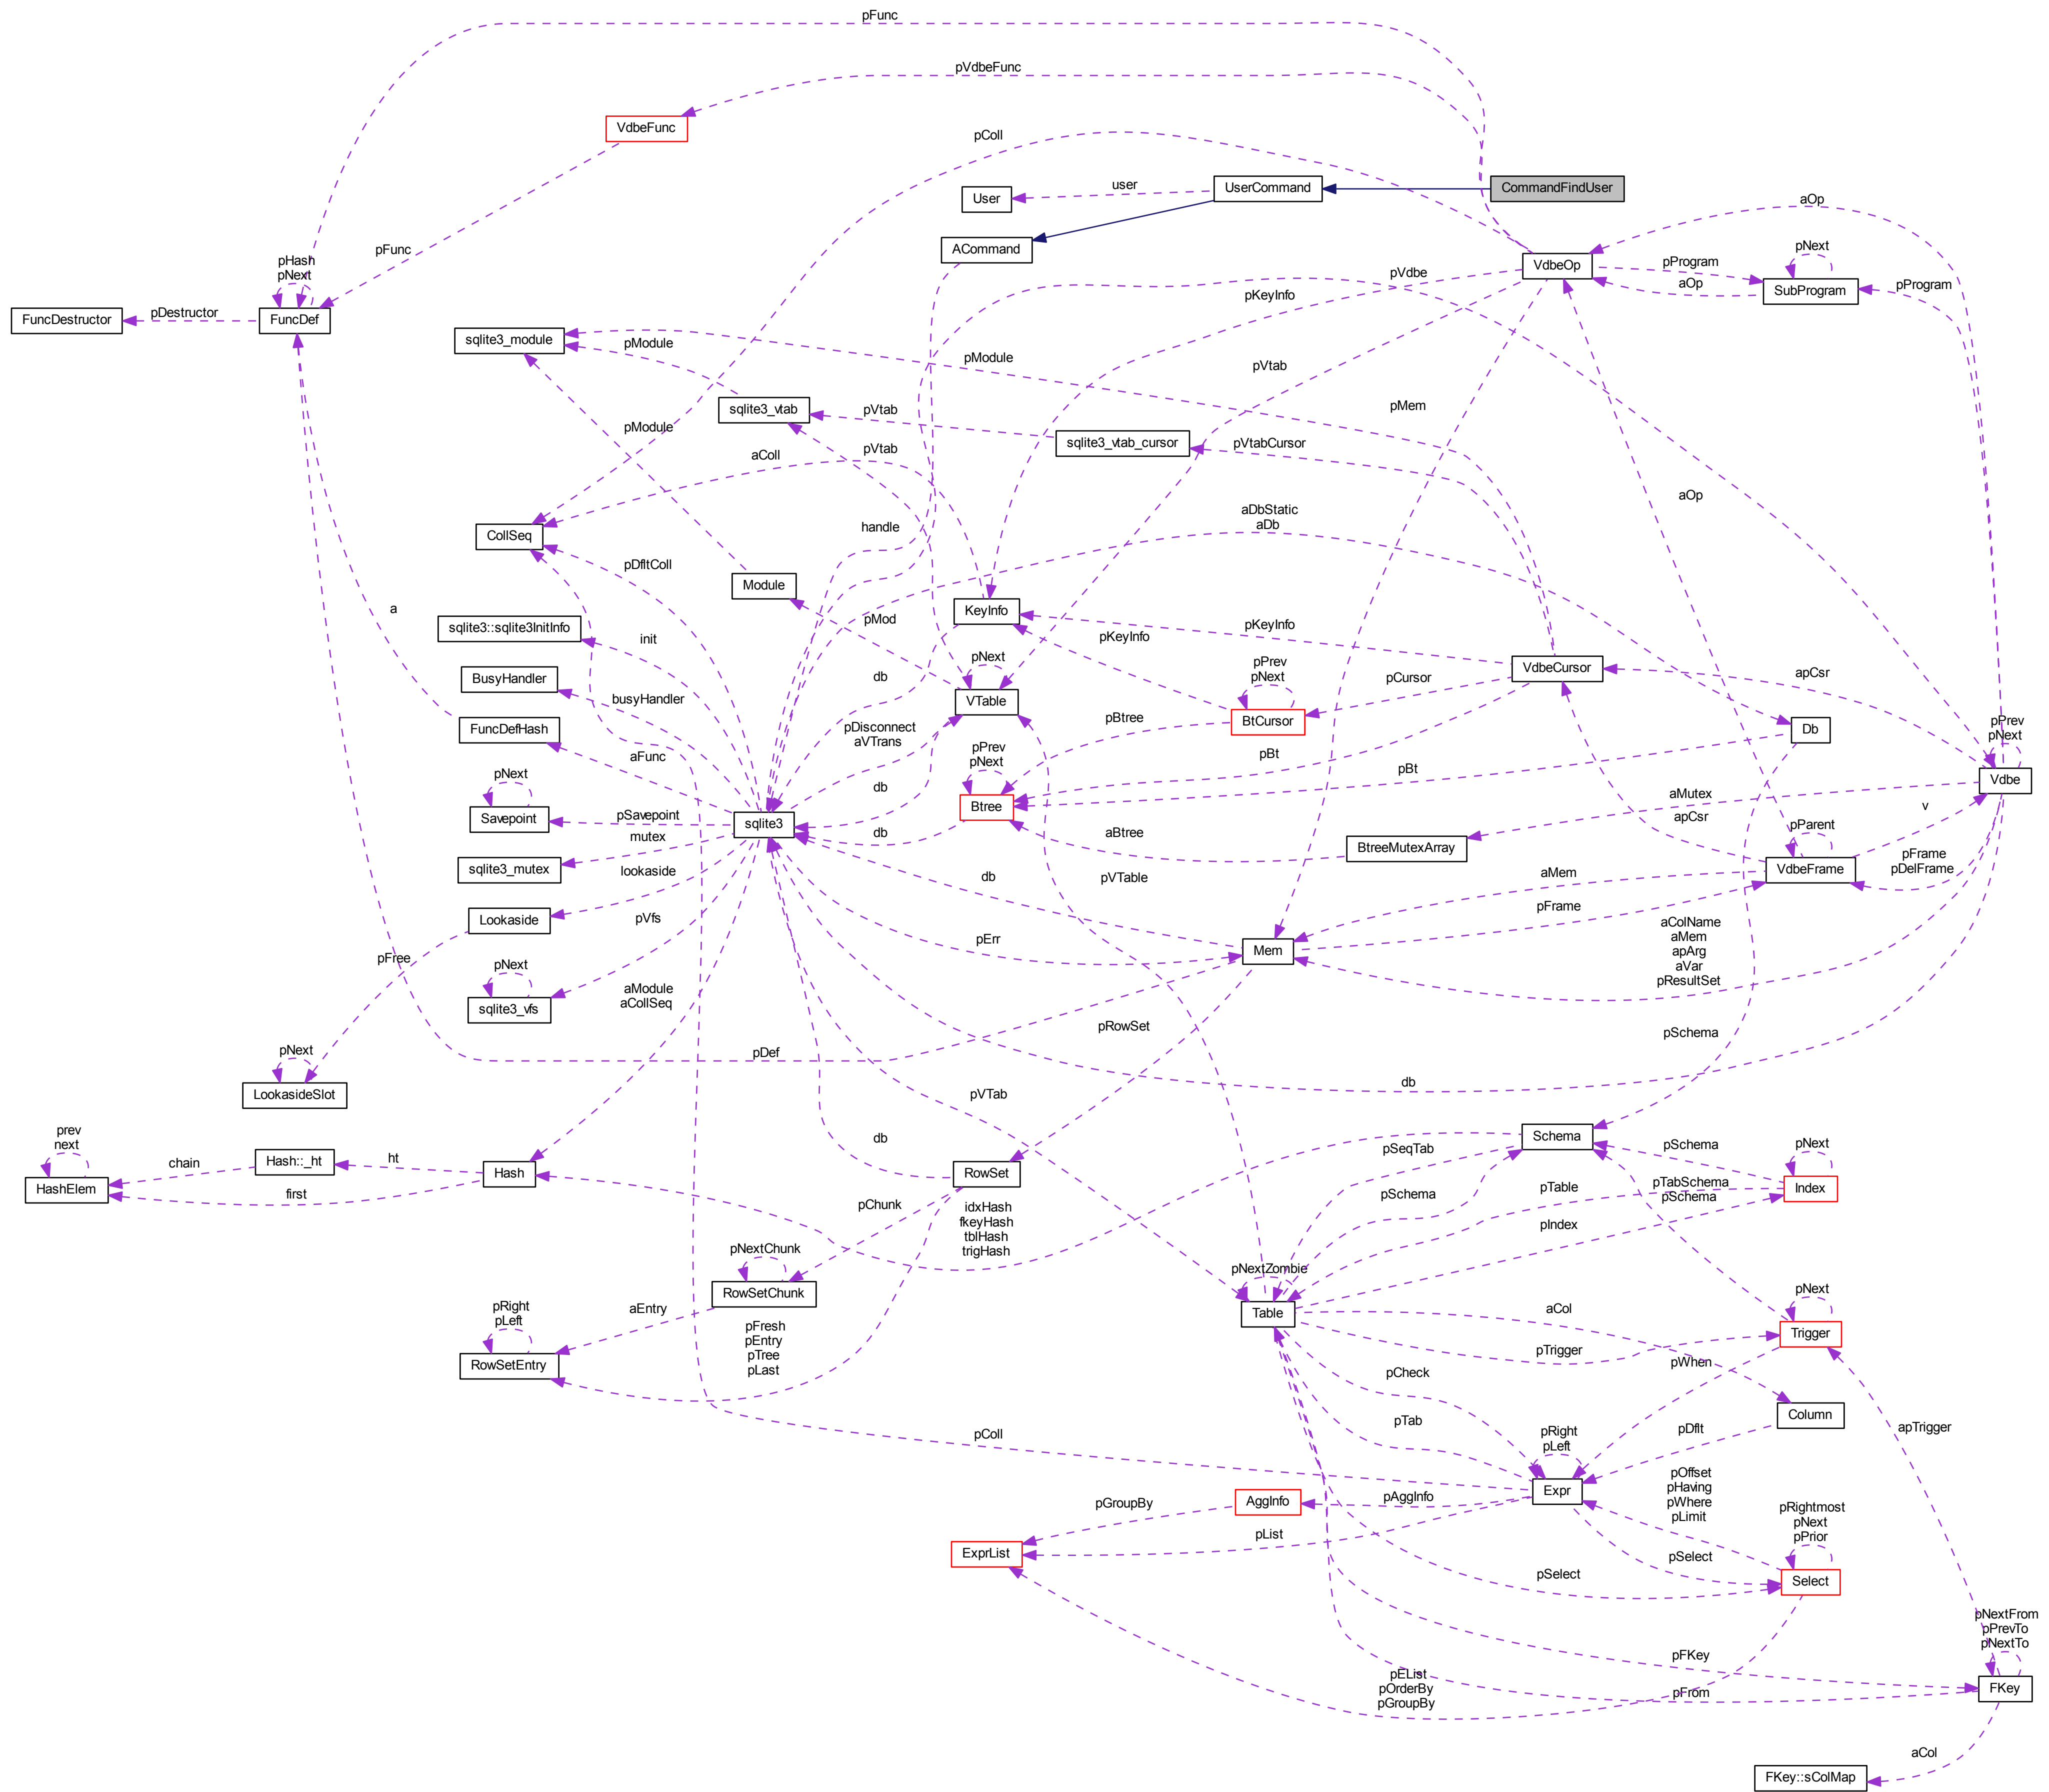 pFunc
pVdbeFunc
VdbeFunc
pColl
CommandFindUser
user
UserCommand
User
aOp
ACommand
pFunc
pHash
pNext
pNext
VdbeOp
pProgram
pVdbe
SubProgram
aOp
pProgram
pKeyInfo
FuncDestructor
pDestructor
FuncDef
sqlite3_module
pModule
pModule
pVtab
sqlite3_vtab
pVtab
pMem
pModule
sqlite3_vtab_cursor
pVtabCursor
pVtab
aColl
aOp
aDbStatic
aDb
handle
CollSeq
pDfltColl
Module
a
KeyInfo
pMod
sqlite3::sqlite3InitInfo
init
pKeyInfo
pKeyInfo
pNext
pPrev
pNext
VdbeCursor
apCsr
db
BusyHandler
busyHandler
pCursor
VTable
BtCursor
FuncDefHash
pDisconnect
aVTrans
pBtree
Db
pPrev
pNext
aFunc
pPrev
pNext
pBt
pBt
Vdbe
pNext
db
Btree
aMutex
apCsr
v
Savepoint
pSavepoint
sqlite3
pParent
mutex
db
aBtree
BtreeMutexArray
pFrame
pDelFrame
sqlite3_mutex
lookaside
db
pVTable
aMem
VdbeFrame
Lookaside
pFrame
pVfs
pErr
Mem
aColName
aMem
apArg
aVar
pResultSet
pFree
pNext
sqlite3_vfs
aModule
aCollSeq
pRowSet
pSchema
pNext
pDef
LookasideSlot
db
pVTab
prev
next
db
Schema
pSchema
pNext
chain
Hash::_ht
ht
Hash
RowSet
pSeqTab
HashElem
first
pSchema
pTable
pTabSchema
pSchema
Index
pChunk
idxHash
fkeyHash
tblHash
trigHash
pIndex
pNextChunk
pNextZombie
RowSetChunk
pNext
aEntry
Table
aCol
pRight
pLeft
pFresh
pEntry
pTree
pLast
Trigger
RowSetEntry
pTrigger
pWhen
pCheck
Column
pTab
pDflt
apTrigger
pColl
pRight
pLeft
pOffset
pHaving
pWhere
pLimit
Expr
AggInfo
pAggInfo
pGroupBy
pRightmost
pNext
pPrior
pList
ExprList
pSelect
pSelect
Select
pNextFrom
pPrevTo
pNextTo
pFKey
pEList
pOrderBy
pGroupBy
pFrom
FKey
aCol
FKey::sColMap